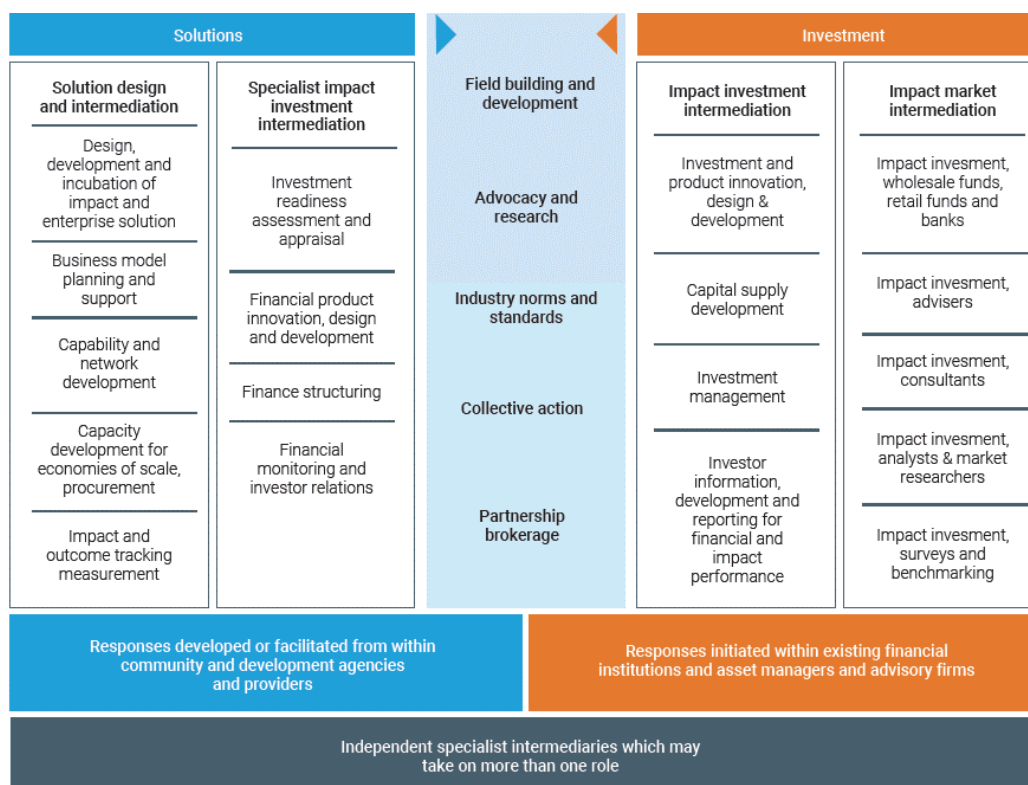 Solutions
Solution design
and intermediation
Design,
development and
incubation of
impact and
enterprise solution
Business model
planning and
support
Capability and
network
development
Capacity
development for
economies of scale,
procurement
Impact and
outcome tracking
measurement
Specialist impact
investment
intermediation
Investment
readiness
assessment and
appraisal
Financial product
innovation, design
and development
Finance structuring
Financial
monitoring and
investor relations
Field building and
development
Advocacy and
research
Industry norms and
standards
Collective action
Partnership
brokerage
Investment
Impact investment
intermediation
Investment and
product innovation,
design &
development
Capital supply
development
Investment
management
Investor
information,
development and
reporting for
financial and
impact
performance
Impact market
intermediation
Impact invesment,
wholesale funds,
retail funds and
banks
Impact invesment,
advisers
Impact invesment,
consultants
Impact invesment,
analysts & market
researchers
Impact invesment,
surveys and
benchmarking
Responses developed or facilitated from within
community and development agencies
and providers
Responses initiated within existing financial
institutions and asset managers and advisory firms
Independent specialist intermediaries which may
take on more than one role